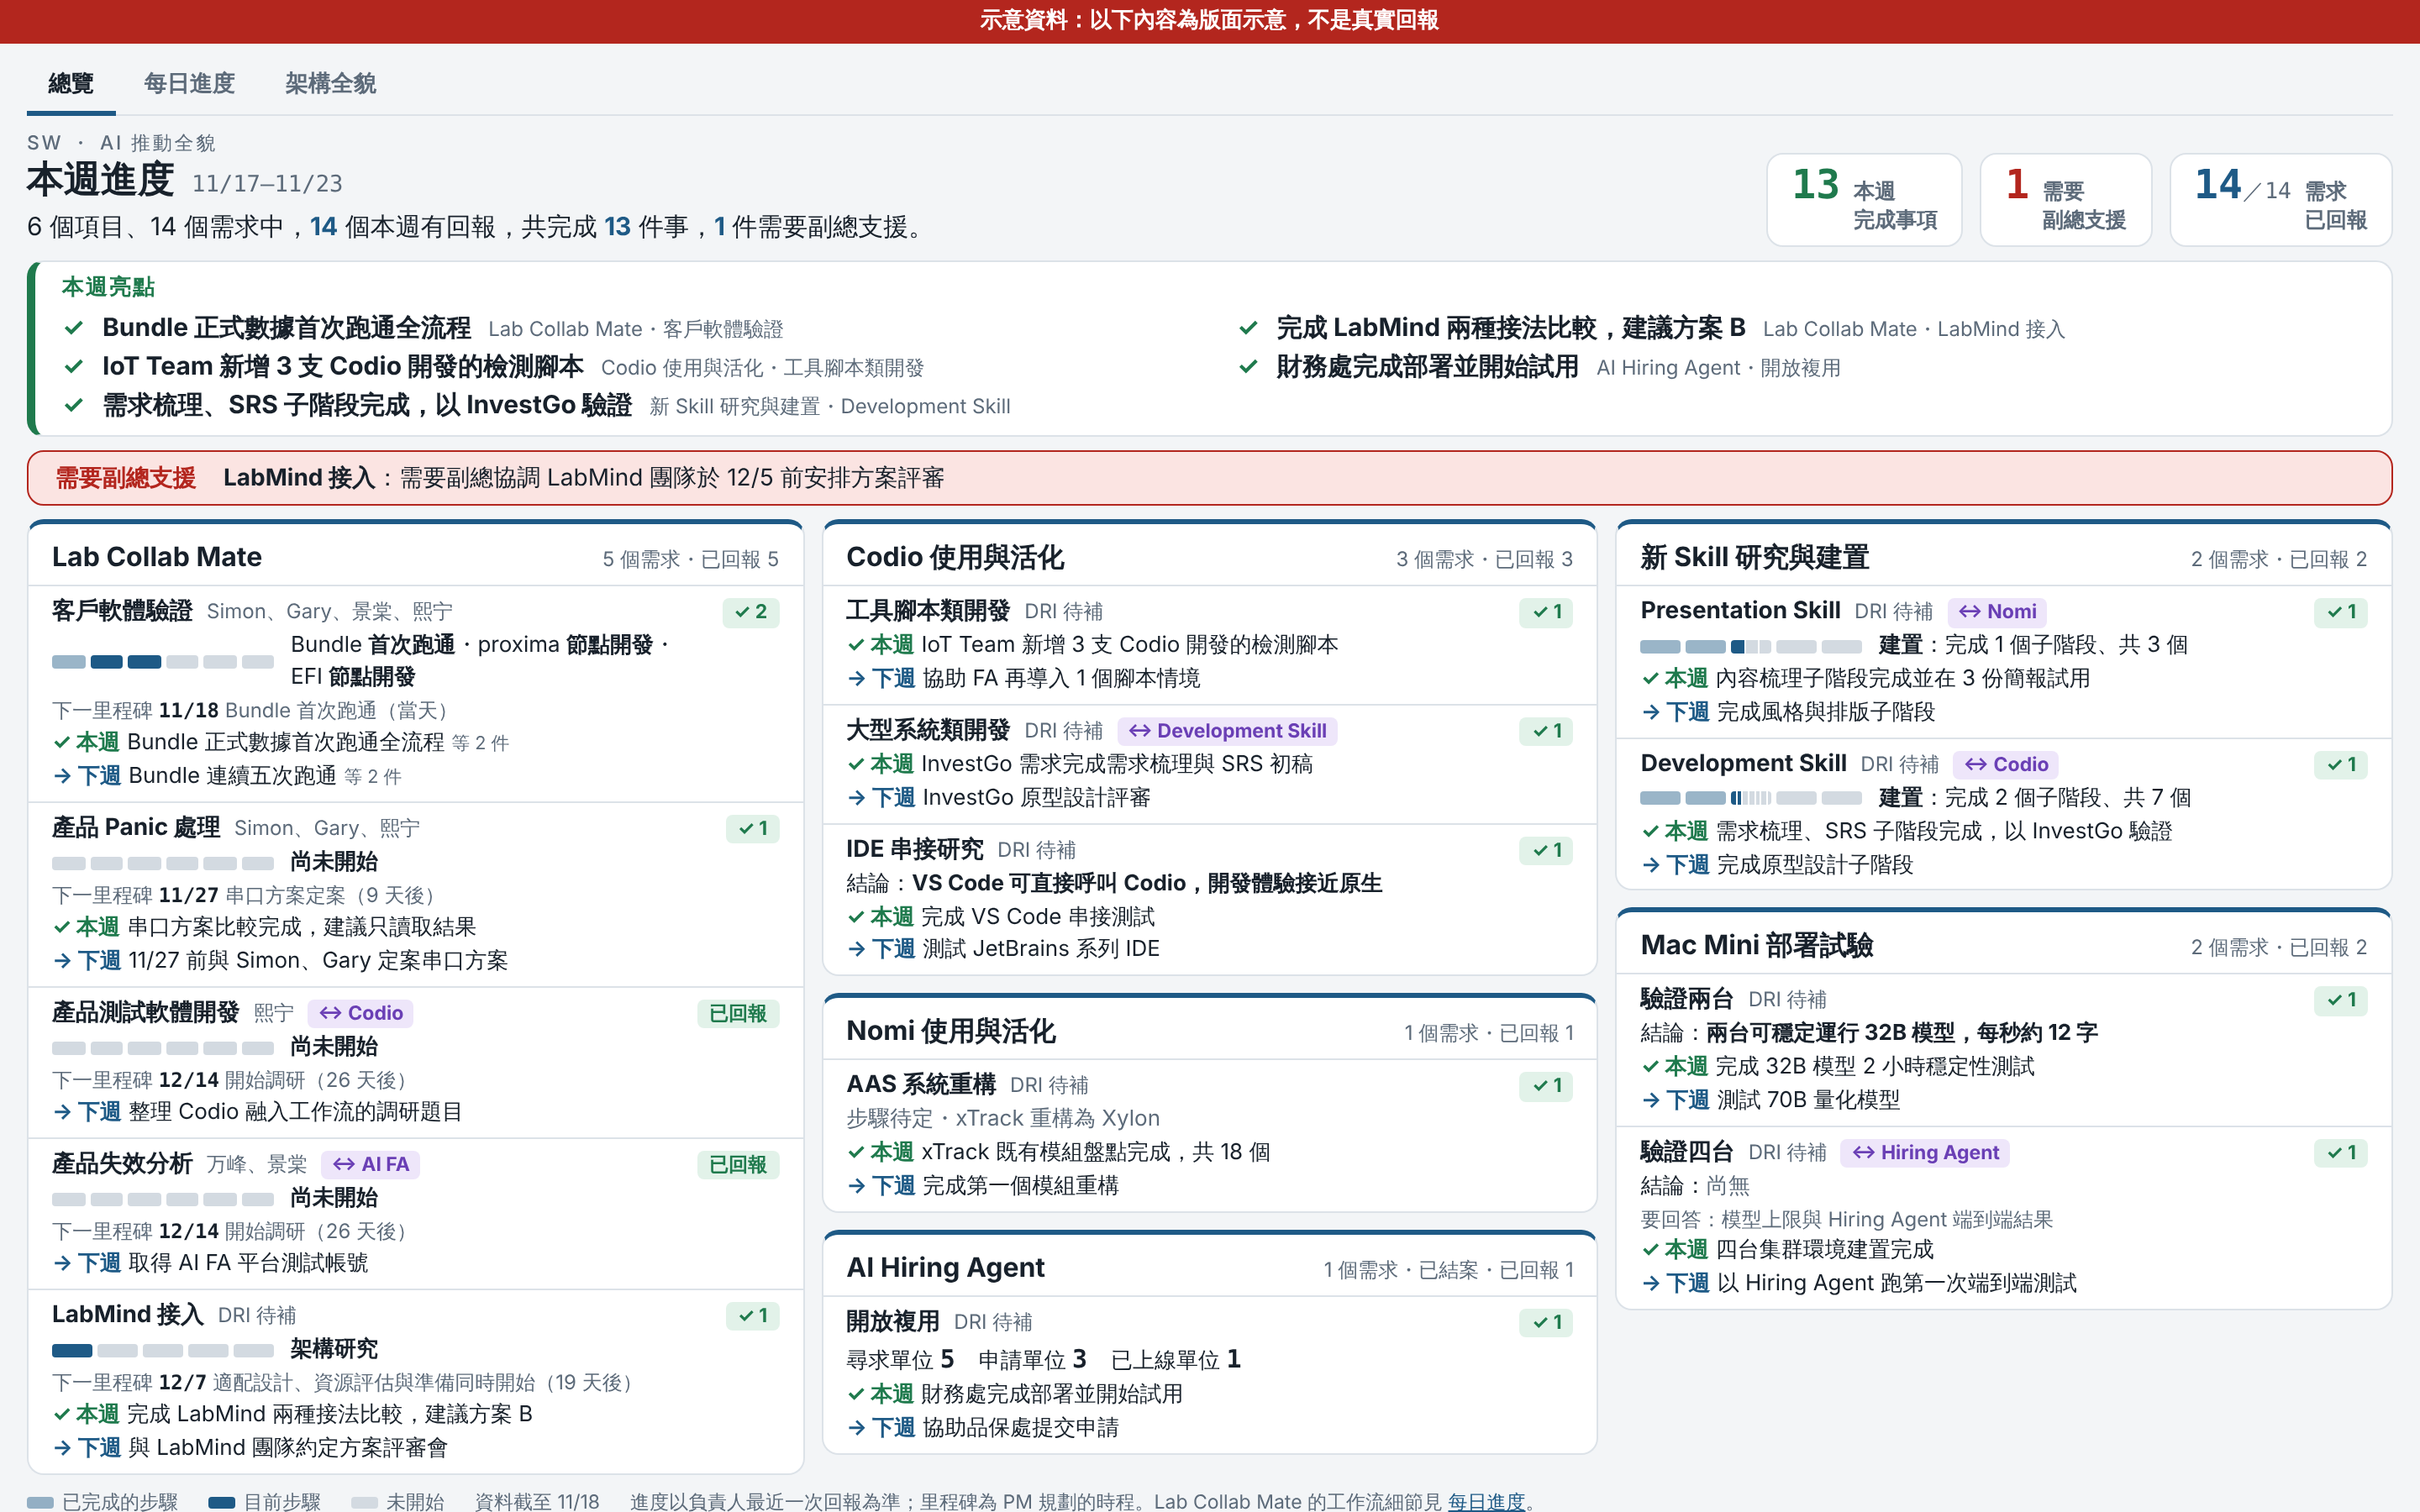 示意資料：以下內容為版面示意，不是真實回報
總覽 每日進度 架構全貌
SW · AI 推動全貌
本週進度 11/17–11/23
6 個項目、14 個需求中，14 個本週有回報，共完成 13 件事，1 件需要副總支援。
13 本週完成事項
1 需要副總支援
14／14 需求已回報
本週亮點
✓ Bundle 正式數據首次跑通全流程 Lab Collab Mate · 客戶軟體驗證
✓ 完成 LabMind 兩種接法比較，建議方案 B Lab Collab Mate · LabMind 接入
✓ IoT Team 新增 3 支 Codio 開發的檢測腳本 Codio 使用與活化 · 工具腳本類開發
✓ 財務處完成部署並開始試用 AI Hiring Agent · 開放複用
✓ 需求梳理、SRS 子階段完成，以 InvestGo 驗證 新 Skill 研究與建置 · Development Skill
需要副總支援 LabMind 接入：需要副總協調 LabMind 團隊於 12/5 前安排方案評審
Lab Collab Mate 5 個需求 · 已回報 5
客戶軟體驗證 Simon、Gary、景棠、熙宁 ✓ 2
Bundle 首次跑通 · proxima 節點開發 ·
EFI 節點開發
下一里程碑 11/18 Bundle 首次跑通（當天）
✓ 本週 Bundle 正式數據首次跑通全流程 等 2 件
→ 下週 Bundle 連續五次跑通 等 2 件
產品 Panic 處理 Simon、Gary、熙宁 ✓ 1
尚未開始
下一里程碑 11/27 串口方案定案（9 天後）
✓ 本週 串口方案比較完成，建議只讀取結果
→ 下週 11/27 前與 Simon、Gary 定案串口方案
產品測試軟體開發 熙宁 ↔ Codio 已回報
尚未開始
下一里程碑 12/14 開始調研（26 天後）
→ 下週 整理 Codio 融入工作流的調研題目
產品失效分析 万峰、景棠 ↔ AI FA 已回報
尚未開始
下一里程碑 12/14 開始調研（26 天後）
→ 下週 取得 AI FA 平台測試帳號
LabMind 接入 DRI 待補 ✓ 1
架構研究
下一里程碑 12/7 適配設計、資源評估與準備同時開始（19 天後）
✓ 本週 完成 LabMind 兩種接法比較，建議方案 B
→ 下週 與 LabMind 團隊約定方案評審會
Codio 使用與活化 3 個需求 · 已回報 3
工具腳本類開發 DRI 待補 ✓ 1
✓ 本週 IoT Team 新增 3 支 Codio 開發的檢測腳本
→ 下週 協助 FA 再導入 1 個腳本情境
大型系統類開發 DRI 待補 ↔ Development Skill ✓ 1
✓ 本週 InvestGo 需求完成需求梳理與 SRS 初稿
→ 下週 InvestGo 原型設計評審
IDE 串接研究 DRI 待補 ✓ 1
結論：VS Code 可直接呼叫 Codio，開發體驗接近原生
✓ 本週 完成 VS Code 串接測試
→ 下週 測試 JetBrains 系列 IDE
Nomi 使用與活化 1 個需求 · 已回報 1
AAS 系統重構 DRI 待補 ✓ 1
步驟待定 · xTrack 重構為 Xylon
✓ 本週 xTrack 既有模組盤點完成，共 18 個
→ 下週 完成第一個模組重構
AI Hiring Agent 1 個需求 · 已結案 · 已回報 1
開放複用 DRI 待補 ✓ 1
尋求單位 5 申請單位 3 已上線單位 1
✓ 本週 財務處完成部署並開始試用
→ 下週 協助品保處提交申請
新 Skill 研究與建置 2 個需求 · 已回報 2
Presentation Skill DRI 待補 ↔ Nomi ✓ 1
建置：完成 1 個子階段、共 3 個
✓ 本週 內容梳理子階段完成並在 3 份簡報試用
→ 下週 完成風格與排版子階段
Development Skill DRI 待補 ↔ Codio ✓ 1
建置：完成 2 個子階段、共 7 個
✓ 本週 需求梳理、SRS 子階段完成，以 InvestGo 驗證
→ 下週 完成原型設計子階段
Mac Mini 部署試驗 2 個需求 · 已回報 2
驗證兩台 DRI 待補 ✓ 1
結論：兩台可穩定運行 32B 模型，每秒約 12 字
✓ 本週 完成 32B 模型 2 小時穩定性測試
→ 下週 測試 70B 量化模型
驗證四台 DRI 待補 ↔ Hiring Agent ✓ 1
結論：尚無
要回答：模型上限與 Hiring Agent 端到端結果
✓ 本週 四台集群環境建置完成
→ 下週 以 Hiring Agent 跑第一次端到端測試
已完成的步驟 目前步驟 未開始 資料截至 11/18 進度以負責人最近一次回報為準；里程碑為 PM 規劃的時程。Lab Collab Mate 的工作流細節見 每日進度。